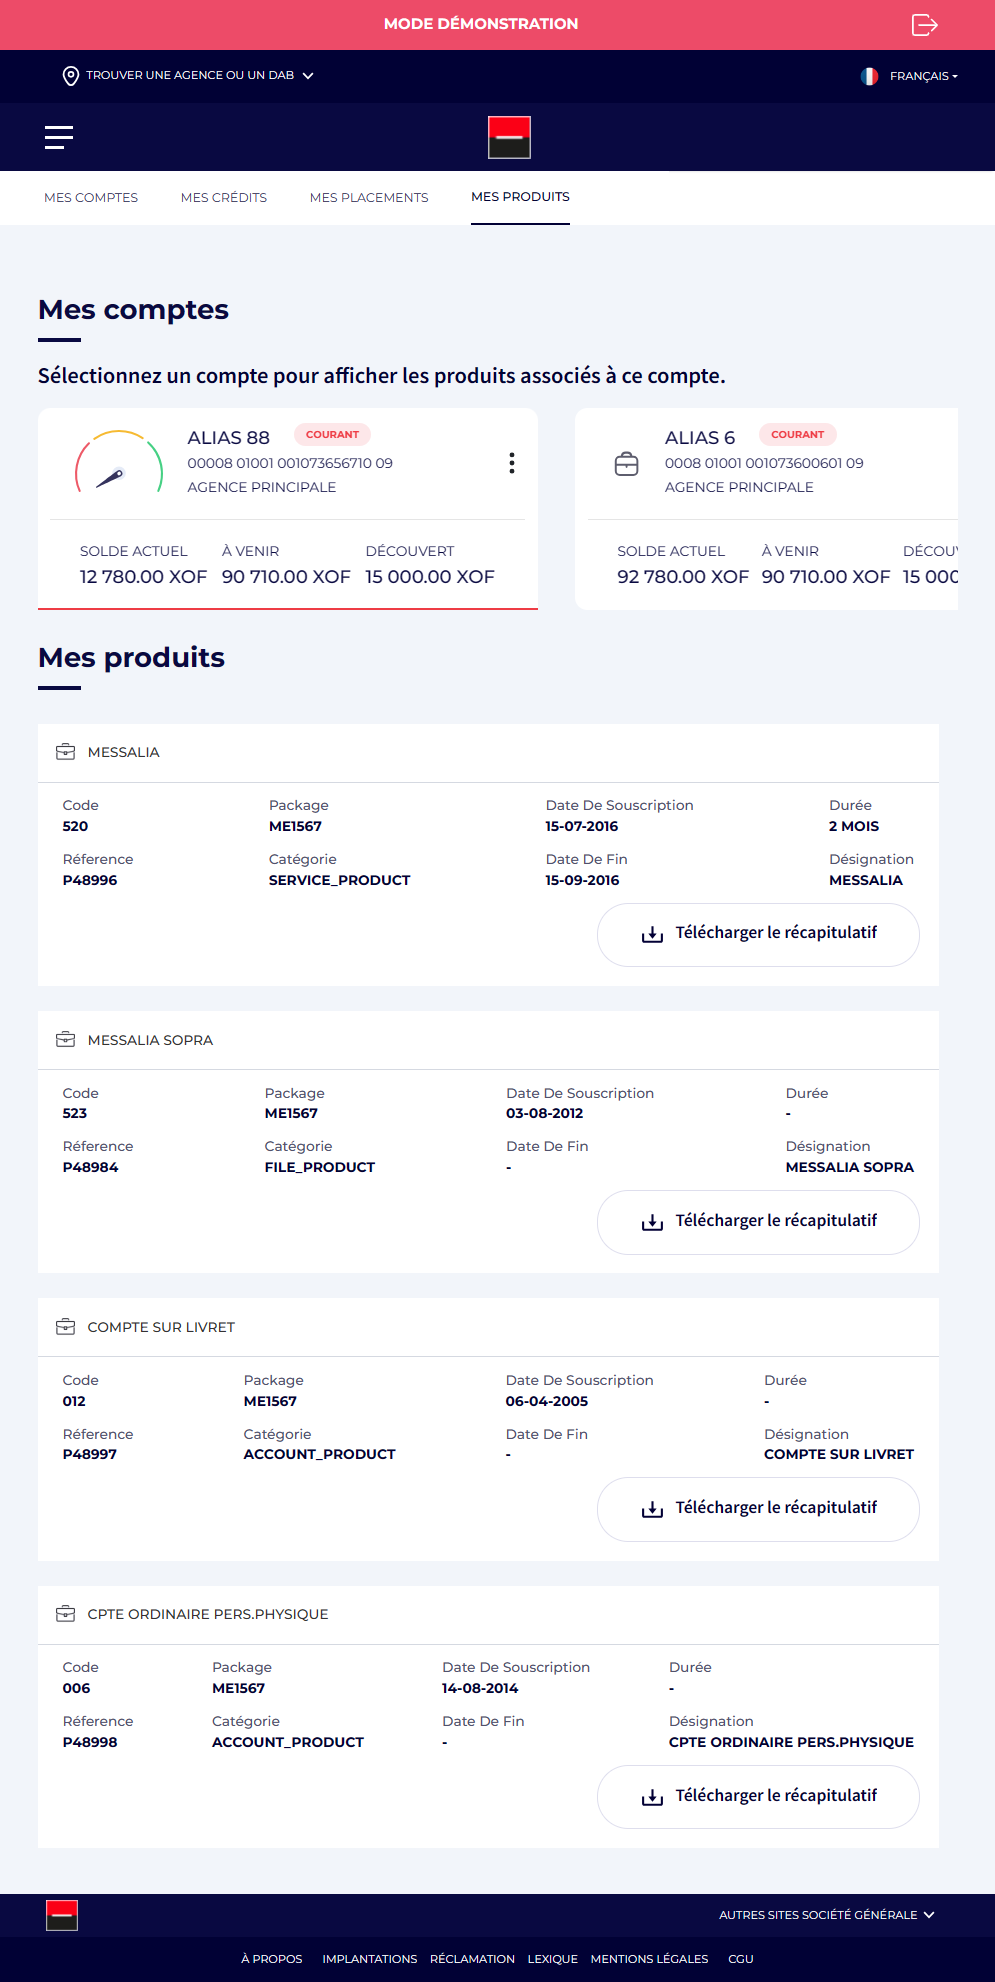 MODE DÉMONSTRATION
TROUVER UNE AGENCE OU UN DAB
FRANÇAIS
MES COMPTES MES CRÉDITS MES PLACEMENTS MES PRODUITS
Mes comptes
Sélectionnez un compte pour afficher les produits associés à ce compte.
ALIAS 88 COURANT
00008 01001 001073656710 09
AGENCE PRINCIPALE
SOLDE ACTUEL À VENIR DÉCOUVERT
12 780.00 XOF 90 710.00 XOF 15 000.00 XOF
ALIAS 6 COURANT
0008 01001 001073600601 09
AGENCE PRINCIPALE
SOLDE ACTUEL À VENIR DÉCOU
92 780.00 XOF 90 710.00 XOF 15 000
Mes produits
MESSALIA
Code Package Date De Souscription Durée
520 ME1567 15-07-2016 2 MOIS
Réference Catégorie Date De Fin Désignation
P48996 SERVICE_PRODUCT 15-09-2016 MESSALIA
Télécharger le récapitulatif
MESSALIA SOPRA
Code Package Date De Souscription Durée
523 ME1567 03-08-2012 -
Réference Catégorie Date De Fin Désignation
P48984 FILE_PRODUCT - MESSALIA SOPRA
Télécharger le récapitulatif
COMPTE SUR LIVRET
Code Package Date De Souscription Durée
012 ME1567 06-04-2005 -
Réference Catégorie Date De Fin Désignation
P48997 ACCOUNT_PRODUCT - COMPTE SUR LIVRET
Télécharger le récapitulatif
CPTE ORDINAIRE PERS.PHYSIQUE
Code Package Date De Souscription Durée
006 ME1567 14-08-2014 -
Réference Catégorie Date De Fin Désignation
P48998 ACCOUNT_PRODUCT - CPTE ORDINAIRE PERS.PHYSIQUE
Télécharger le récapitulatif
AUTRES SITES SOCIÉTÉ GÉNÉRALE
À PROPOS IMPLANTATIONS RÉCLAMATION LEXIQUE MENTIONS LÉGALES CGU